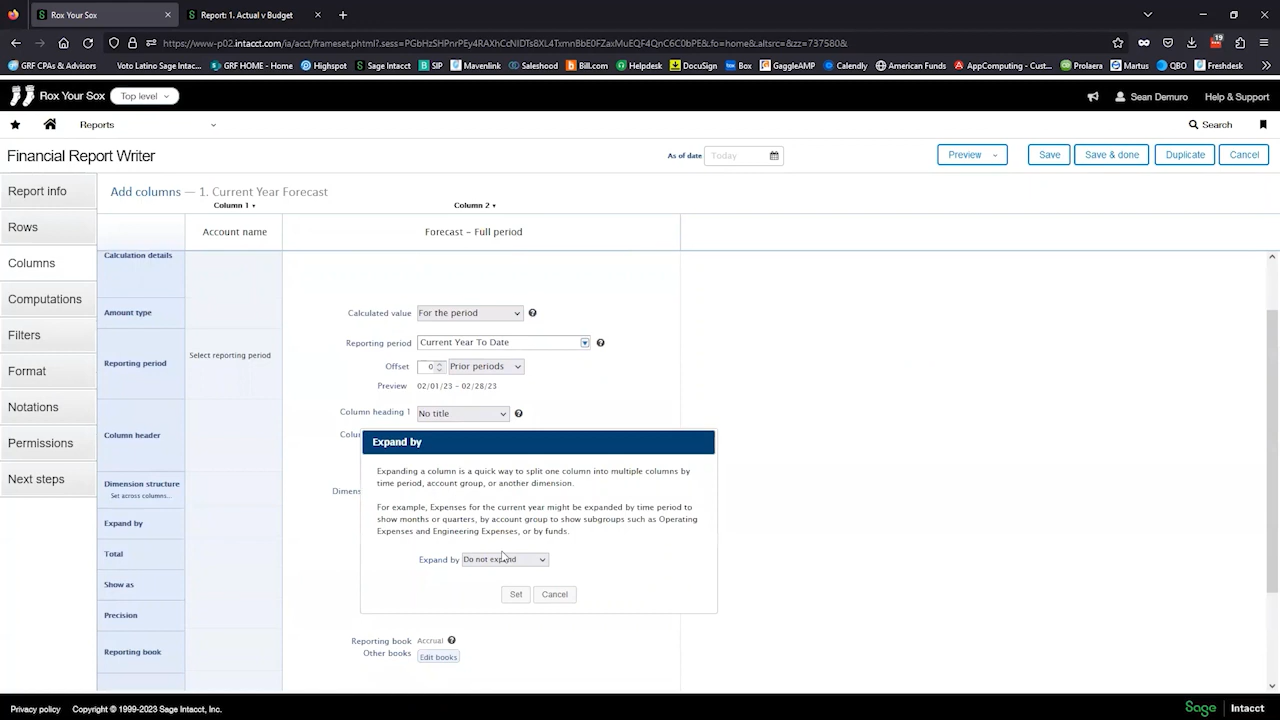 Rox Your Sox
Report: 1. Actual v Budget
https://www-p02.intacct.com/ia/acct/frameset.phtml?.sess=
19
GRF CPAs & Advisors
Voto Latino Sage Intac...
GRF HOME - Home
Highspot
Sage Intacct
SIP
Mavenlink
Saleshood
Bill.com
Helpdesk
DocuSign
Box
GaggleAMP
Calendly
American Funds
AppComputing - Cust...
Prolaera
Dartus
QBO
Freshdesk
Rox Your Sox
Top level
Sean Demuro
Help & Support
Reports
Search
Financial Report Writer
As of date
Today
Preview
Save
Save & done
Duplicate
Cancel
Report info
Rows
Columns
Computations
Filters
Format
Notations
Permissions
Next steps
Add columns — 1. Current Year Forecast
Column 1
Column 2
Account name
Forecast - Full period
Calculation details
Amount type
Calculated value
For the period
Reporting period
Select reporting period
Reporting period
Current Year To Date
Offset
0
Prior periods
Preview
02/01/23 - 02/28/23
Column header
Column heading 1
No title
Colu
Dimension structure
Set across columns...
Dimens
Expand by
Total
Show as
Precision
Reporting book
Expand by
Expanding a column is a quick way to split one column into multiple columns by
time period, account group, or another dimension.
For example, Expenses for the current year might be expanded by time period to
show months or quarters, by account group to show subgroups such as Operating
Expenses and Engineering Expenses, or by funds.
Expand by
Do not expand
Set
Cancel
Reporting book
Accrual
Other books
Edit books
Privacy policy
Copyright © 1999-2023 Sage Intacct, Inc.
Sage
Intacct